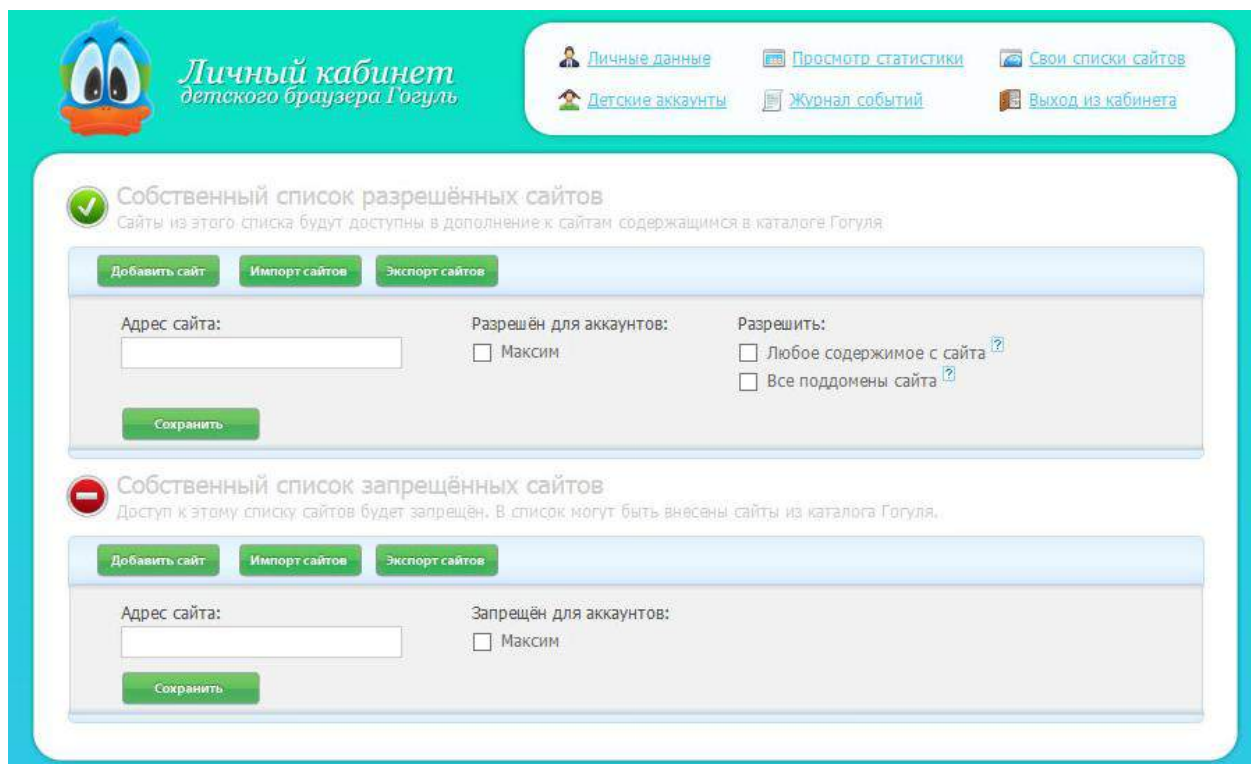 Личный кабинет
детского браузера Гогуль
Личные данные
Просмотр статистики
Свои списки сайтов
Детские аккаунты
Журнал событий
Выход из кабинета
Собственный список разрешённых сайтов
Сайты из этого списка будут доступны в дополнение к сайтам содержащимся в каталоге Гогуля
Добавить сайт
Импорт сайтов
Экспорт сайтов
Адрес сайта:
Разрешён для аккаунтов:
Разрешить:
Максим
Любое содержимое с сайта ?
Все поддомены сайта ?
Сохранить
Собственный список запрещённых сайтов
Доступ к этому списку сайтов будет запрещён. В список могут быть внесены сайты из каталога Гогуля.
Добавить сайт
Импорт сайтов
Экспорт сайтов
Адрес сайта:
Запрещён для аккаунтов:
Максим
Сохранить